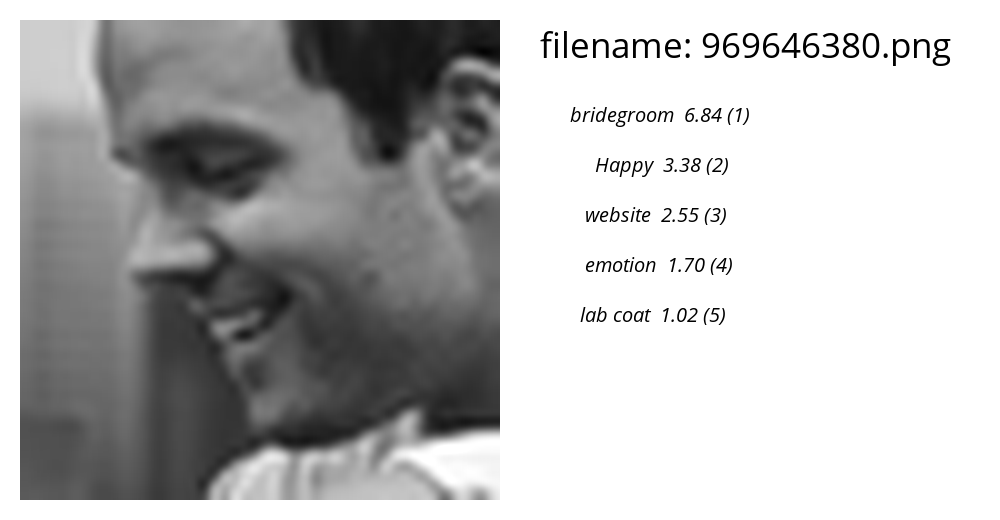 filename: 969646380.png
bridegroom 6.84 (1)
Happy 3.38 (2)
website 2.55 (3)
emotion 1.70 (4)
lab coat 1.02 (5)